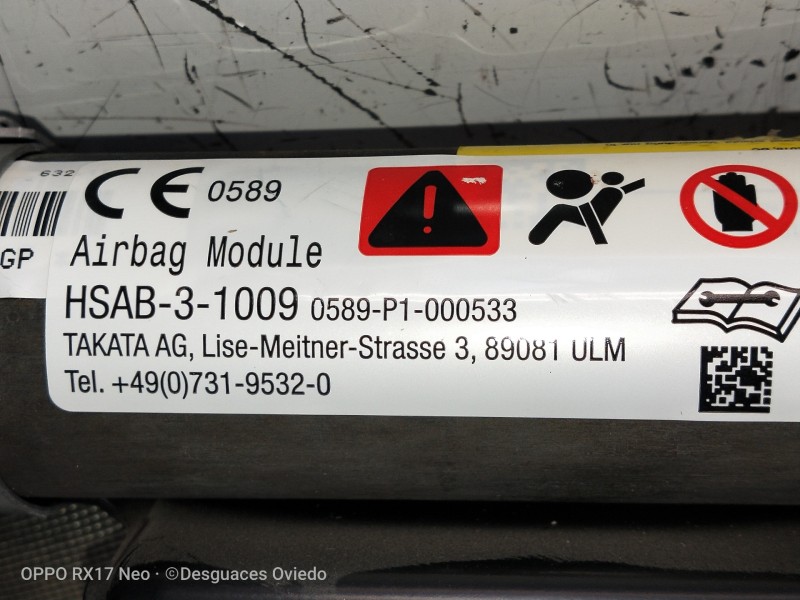 632
CE 0589
GP
Airbag Module
HSAB-3-1009 0589-P1-000533
TAKATA AG, Lise-Meitner-Strasse 3, 89081 ULM
Tel. +49(0)731-9532-0
OPPO RX17 Neo · ©Desguaces Oviedo